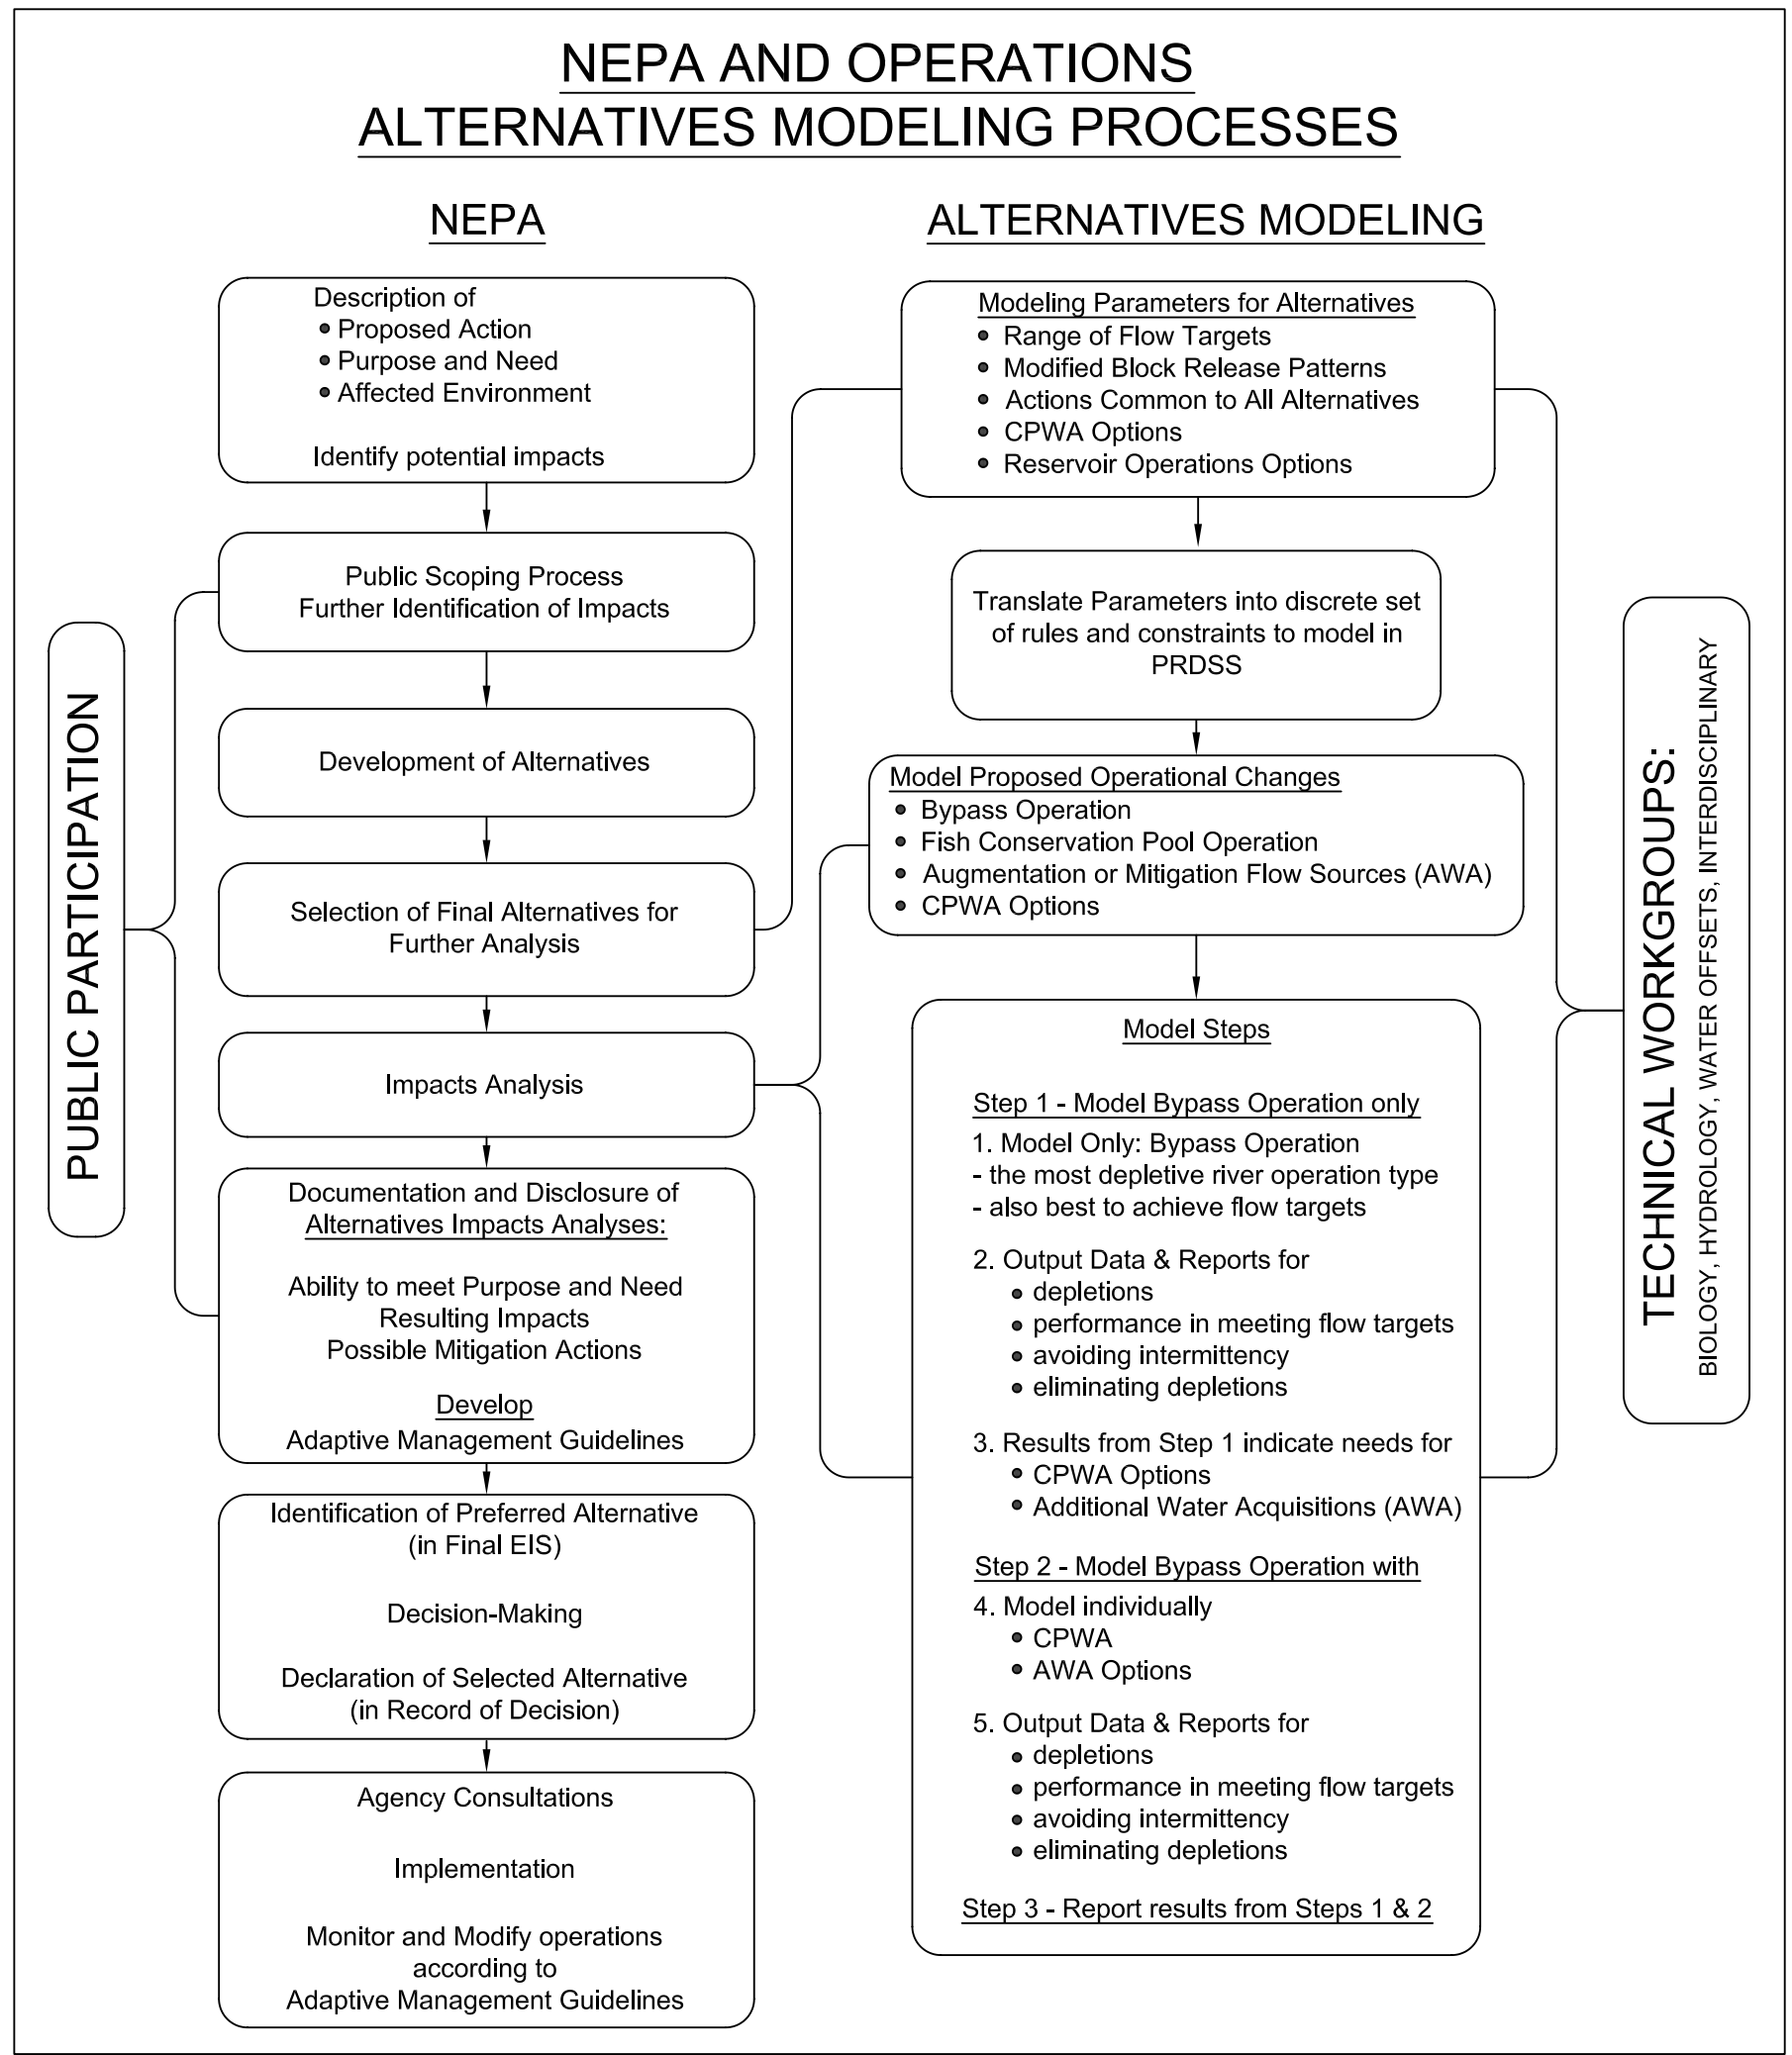 NEPA AND OPERATIONS
ALTERNATIVES MODELING PROCESSES
NEPA
Description of
• Proposed Action
• Purpose and Need
• Affected Environment
Identify potential impacts
Public Scoping Process
Further Identification of Impacts
Development of Alternatives
Selection of Final Alternatives for
Further Analysis
Impacts Analysis
Documentation and Disclosure of
Alternatives Impacts Analyses:
Ability to meet Purpose and Need
Resulting Impacts
Possible Mitigation Actions
Develop
Adaptive Management Guidelines
Identification of Preferred Alternative
(in Final EIS)
Decision-Making
Declaration of Selected Alternative
(in Record of Decision)
Agency Consultations
Implementation
Monitor and Modify operations
according to
Adaptive Management Guidelines
PUBLIC PARTICIPATION
ALTERNATIVES MODELING
Modeling Parameters for Alternatives
• Range of Flow Targets
• Modified Block Release Patterns
• Actions Common to All Alternatives
• CPWA Options
• Reservoir Operations Options
Translate Parameters into discrete set
of rules and constraints to model in
PRDSS
Model Proposed Operational Changes
• Bypass Operation
• Fish Conservation Pool Operation
• Augmentation or Mitigation Flow Sources (AWA)
• CPWA Options
Model Steps
Step 1 - Model Bypass Operation only
1. Model Only: Bypass Operation
- the most depletive river operation type
- also best to achieve flow targets
2. Output Data & Reports for
• depletions
• performance in meeting flow targets
• avoiding intermittency
• eliminating depletions
3. Results from Step 1 indicate needs for
• CPWA Options
• Additional Water Acquisitions (AWA)
Step 2 - Model Bypass Operation with
4. Model individually
• CPWA
• AWA Options
5. Output Data & Reports for
• depletions
• performance in meeting flow targets
• avoiding intermittency
• eliminating depletions
Step 3 - Report results from Steps 1 & 2
TECHNICAL WORKGROUPS:
BIOLOGY, HYDROLOGY, WATER OFFSETS, INTERDISCIPLINARY